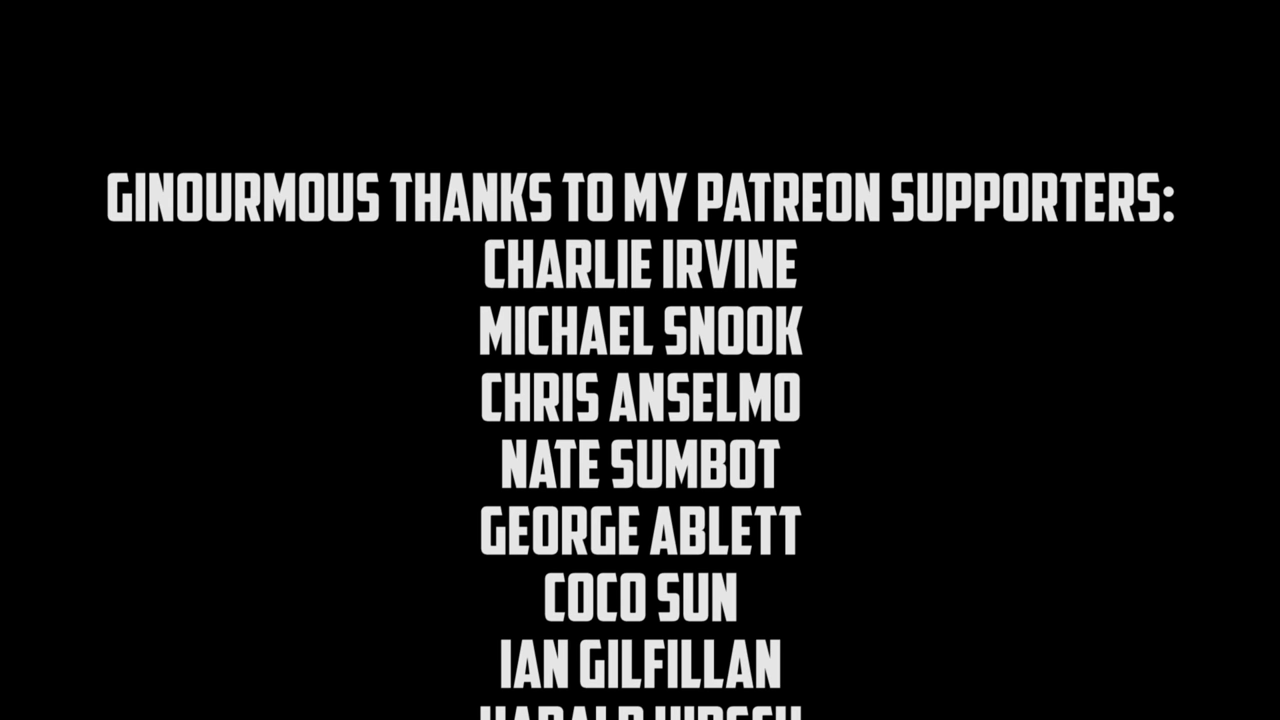 GINOURMOUS THANKS TO MY PATREON SUPPORTERS:
CHARLIE IRVINE
MICHAEL SNOOK
CHRIS ANSELMO
NATE SUMBOT
GEORGE ABLETT
COCO SUN
IAN GILFILLAN